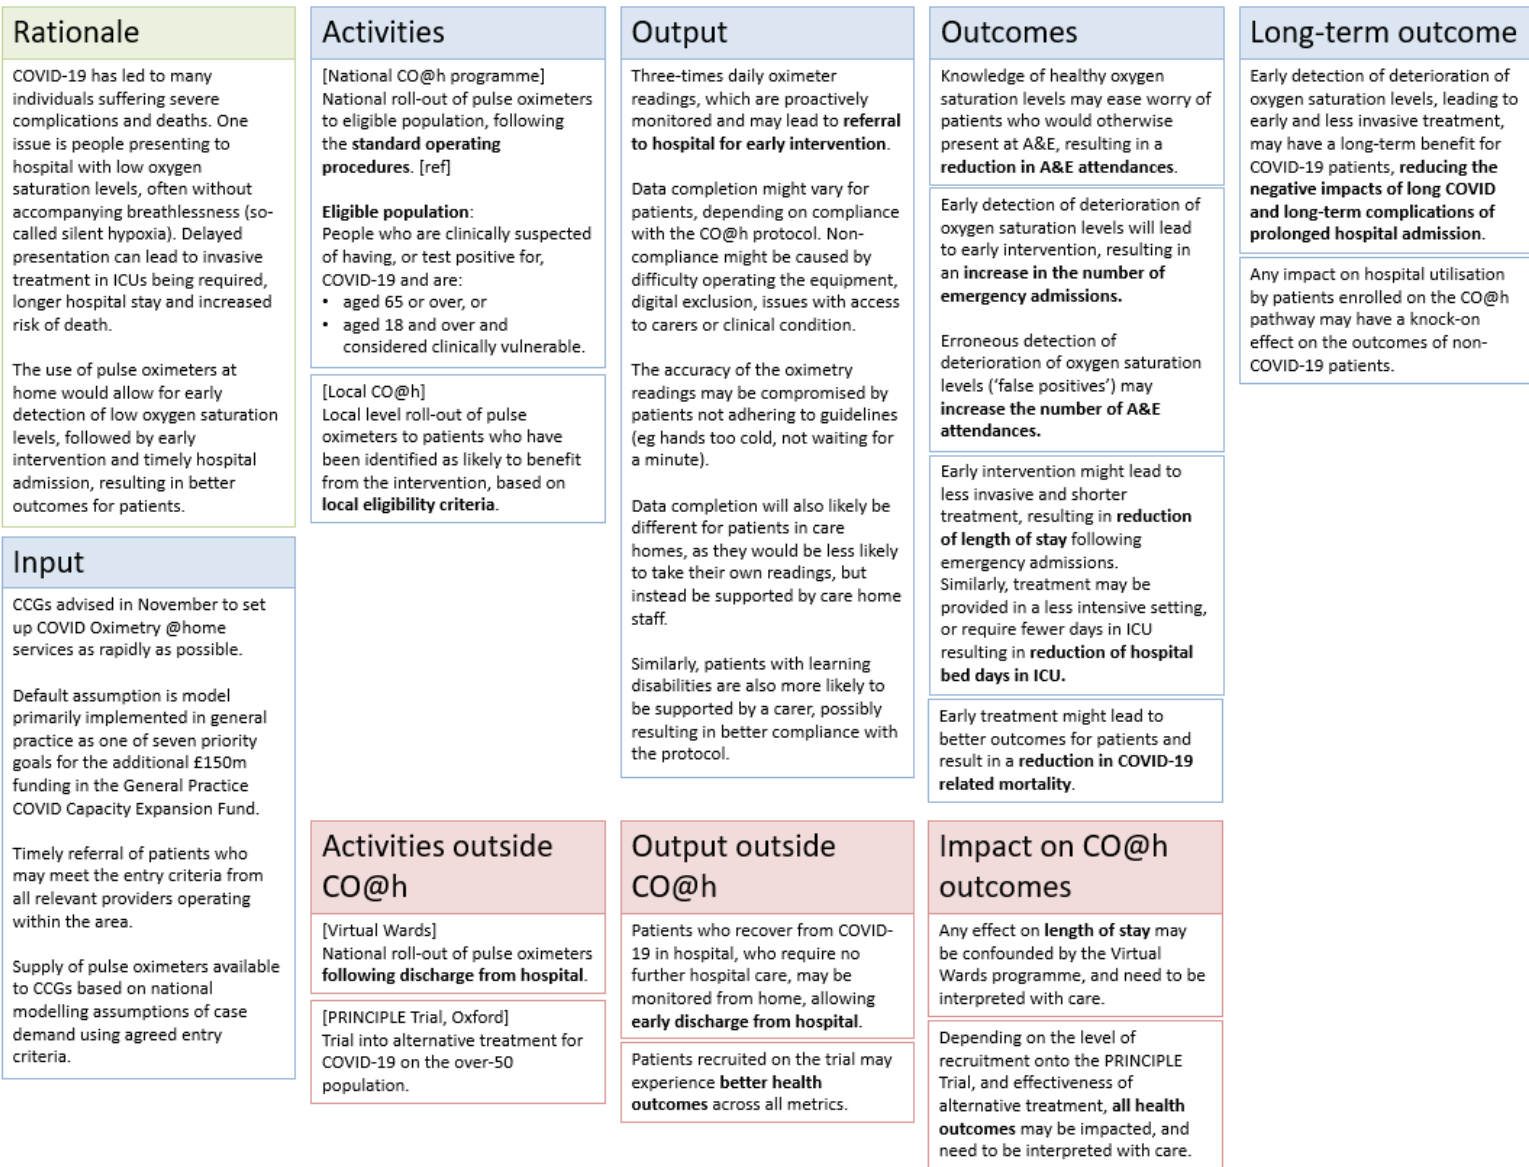 Rationale
COVID-19 has led to many
individuals suffering severe
complications and deaths. One
issue is people presenting to
hospital with low oxygen
saturation levels, often without
accompanying breathlessness (so-
called silent hypoxia). Delayed
presentation can lead to invasive
treatment in ICUs being required,
longer hospital stay and increased
risk of death.
The use of pulse oximeters at
home would allow for early
detection of low oxygen saturation
levels, followed by early
intervention and timely hospital
admission, resulting in better
outcomes for patients.
Input
CCGs advised in November to set
up COVID Oximetry @home
services as rapidly as possible.
Default assumption is model
primarily implemented in general
practice as one of seven priority
goals for the additional £150m
funding in the General Practice
COVID Capacity Expansion Fund.
Timely referral of patients who
may meet the entry criteria from
all relevant providers operating
within the area.
Supply of pulse oximeters available
to CCGs based on national
modelling assumptions of case
demand using agreed entry
criteria.
Activities
[National CO@h programme]
National roll-out of pulse oximeters
to eligible population, following
the standard operating
procedures. [ref]
Eligible population:
People who are clinically suspected
of having, or test positive for,
COVID-19 and are:
• aged 65 or over, or
• aged 18 and over and
considered clinically vulnerable.
[Local CO@h]
Local level roll-out of pulse
oximeters to patients who have
been identified as likely to benefit
from the intervention, based on
local eligibility criteria.
Output
Three-times daily oximeter
readings, which are proactively
monitored and may lead to referral
to hospital for early intervention.
Data completion might vary for
patients, depending on compliance
with the CO@h protocol. Non-
compliance might be caused by
difficulty operating the equipment,
digital exclusion, issues with access
to carers or clinical condition.
The accuracy of the oximetry
readings may be compromised by
patients not adhering to guidelines
(eg hands too cold, not waiting for
a minute).
Data completion will also likely be
different for patients in care
homes, as they would be less likely
to take their own readings, but
instead be supported by care home
staff.
Similarly, patients with learning
disabilities are also more likely to
be supported by a carer, possibly
resulting in better compliance with
the protocol.
Outcomes
Knowledge of healthy oxygen
saturation levels may ease worry of
patients who would otherwise
present at A&E, resulting in a
reduction in A&E attendances.
Early detection of deterioration of
oxygen saturation levels will lead
to early intervention, resulting in
an increase in the number of
emergency admissions.
Erroneous detection of
deterioration of oxygen saturation
levels (‘false positives’) may
increase the number of A&E
attendances.
Early intervention might lead to
less invasive and shorter
treatment, resulting in reduction
of length of stay following
emergency admissions.
Similarly, treatment may be
provided in a less intensive setting,
or require fewer days in ICU
resulting in reduction of hospital
bed days in ICU.
Early treatment might lead to
better outcomes for patients and
result in a reduction in COVID-19
related mortality.
Long-term outcome
Early detection of deterioration of
oxygen saturation levels, leading to
early and less invasive treatment,
may have a long-term benefit for
COVID-19 patients, reducing the
negative impacts of long COVID
and long-term complications of
prolonged hospital admission.
Any impact on hospital utilisation
by patients enrolled on the CO@h
pathway may have a knock-on
effect on the outcomes of non-
COVID-19 patients.
Activities outside
CO@h
[Virtual Wards]
National roll-out of pulse oximeters
following discharge from hospital.
[PRINCIPLE Trial, Oxford]
Trial into alternative treatment for
COVID-19 on the over-50
population.
Output outside
CO@h
Patients who recover from COVID-
19 in hospital, who require no
further hospital care, may be
monitored from home, allowing
early discharge from hospital.
Patients recruited on the trial may
experience better health
outcomes across all metrics.
Impact on CO@h
outcomes
Any effect on length of stay may
be confounded by the Virtual
Wards programme, and need to be
interpreted with care.
Depending on the level of
recruitment onto the PRINCIPLE
Trial, and effectiveness of
alternative treatment, all health
outcomes may be impacted, and
need to be interpreted with care.